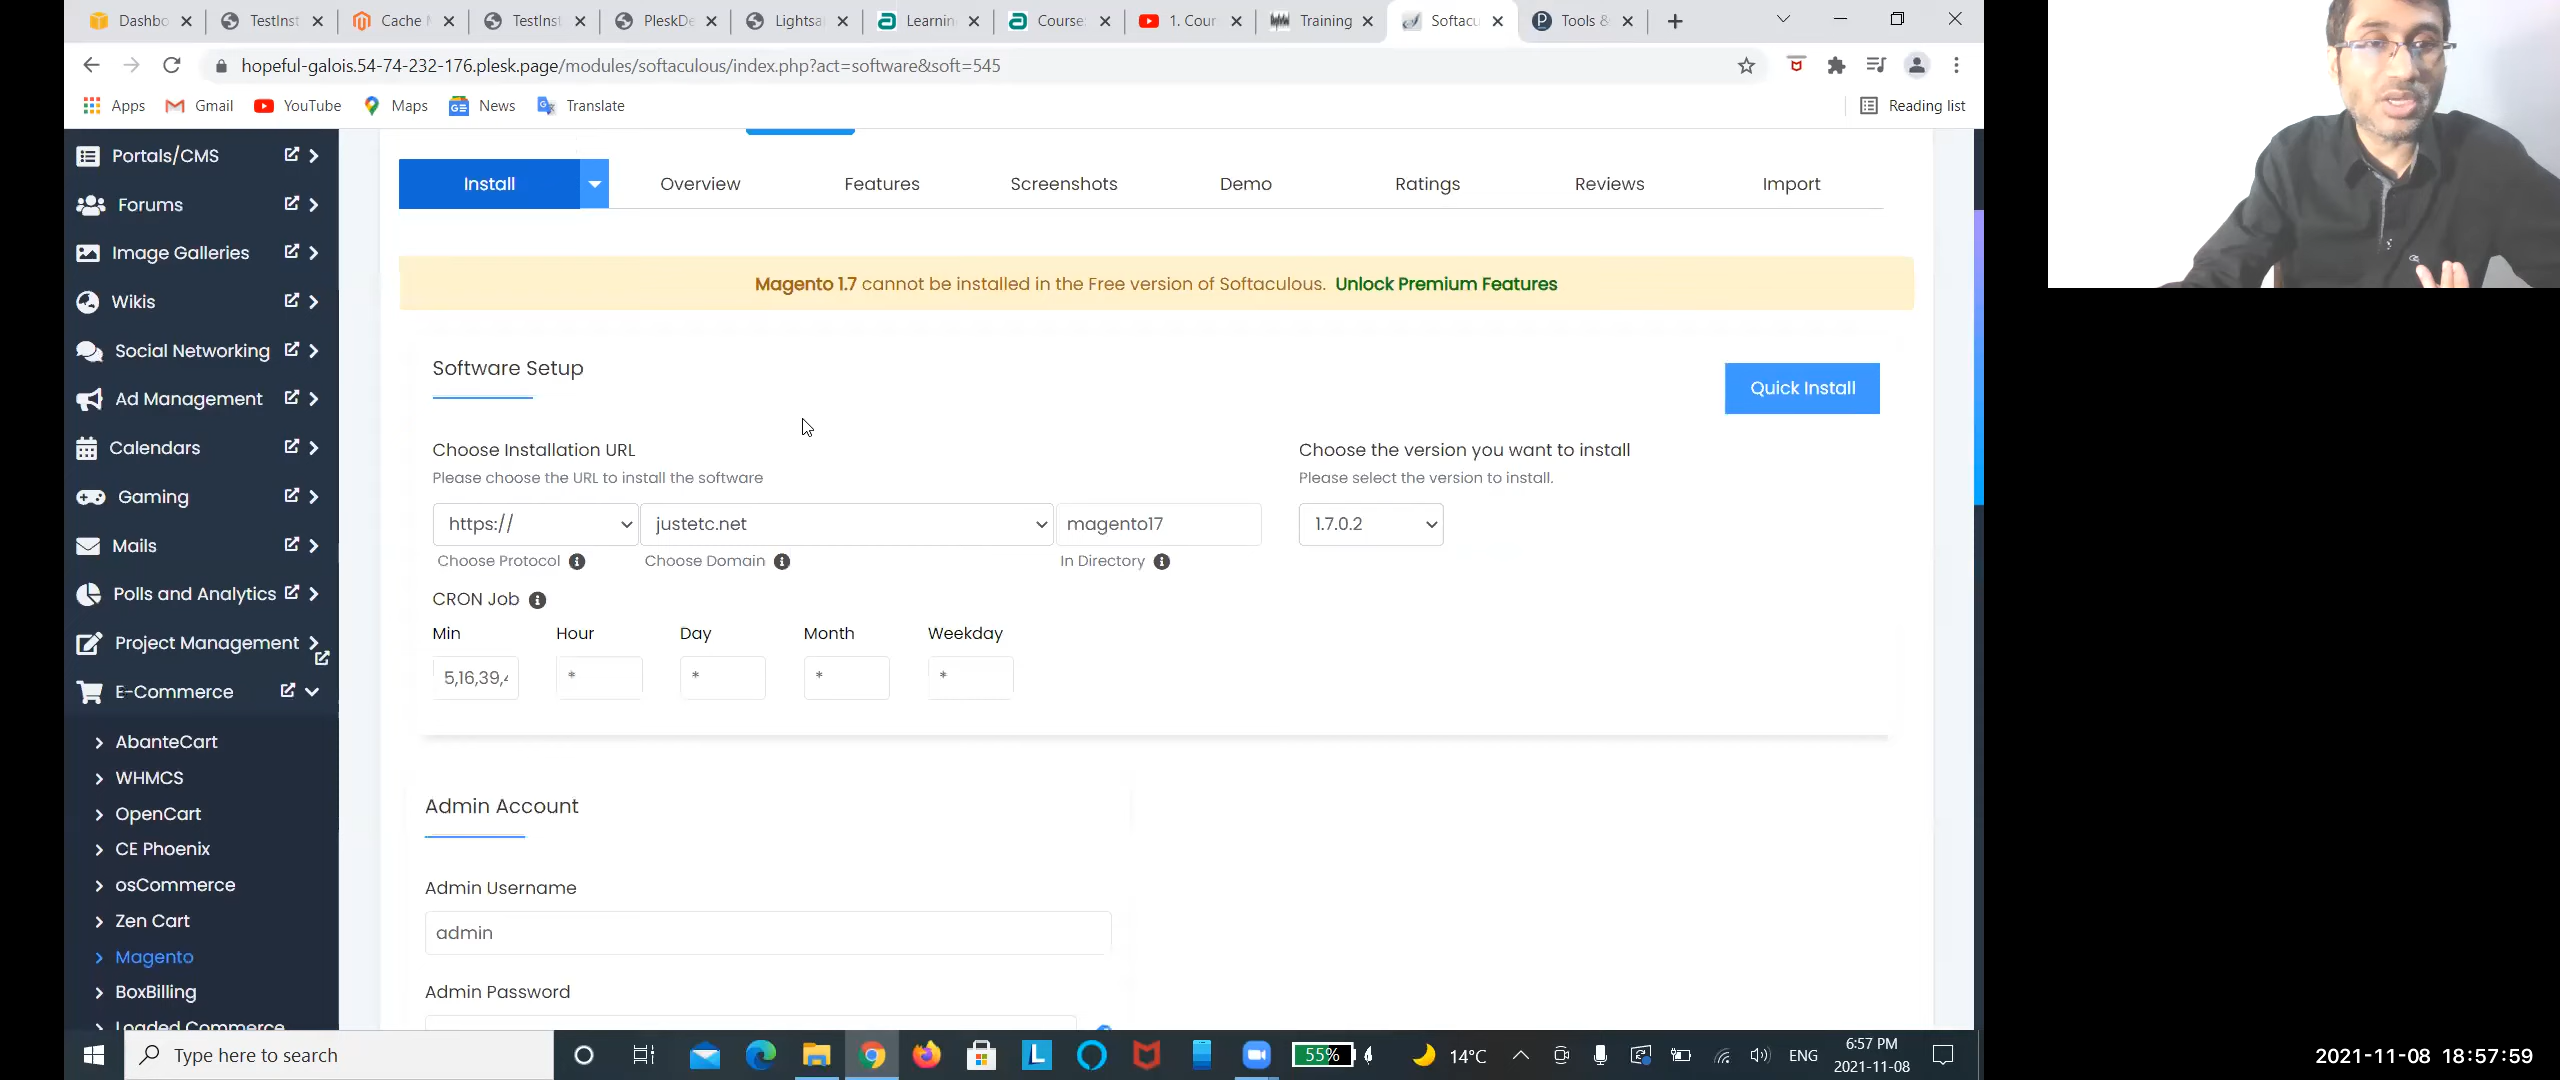 Dashbo
TestInst
Cache
TestInst
PleskDe
Lightsa
Learnin
Course
1. Cour
Training
Softacu
Tools &
hopeful-galois.54-74-232-176.plesk.page/modules/softaculous/index.php?act=software&soft=545
Apps
Gmail
YouTube
Maps
News
Translate
Reading list
Portals/CMS
Forums
Image Galleries
Wikis
Social Networking
Ad Management
Calendars
Gaming
Mails
Polls and Analytics
Project Management
E-Commerce
AbanteCart
WHMCS
OpenCart
CE Phoenix
osCommerce
Zen Cart
Magento
BoxBilling
Loaded Commerce
Install
Overview
Features
Screenshots
Demo
Ratings
Reviews
Import
Magento 1.7 cannot be installed in the Free version of Softaculous. Unlock Premium Features
Software Setup
Quick Install
Choose Installation URL
Please choose the URL to install the software
https://
justetc.net
magento17
Choose Protocol
Choose Domain
In Directory
Choose the version you want to install
Please select the version to install.
1.7.0.2
CRON Job
Min
Hour
Day
Month
Weekday
5,16,39,
*
*
*
*
Admin Account
Admin Username
admin
Admin Password
Type here to search
55%
14°C
ENG
6:57 PM
2021-11-08
2021-11-08 18:57:59